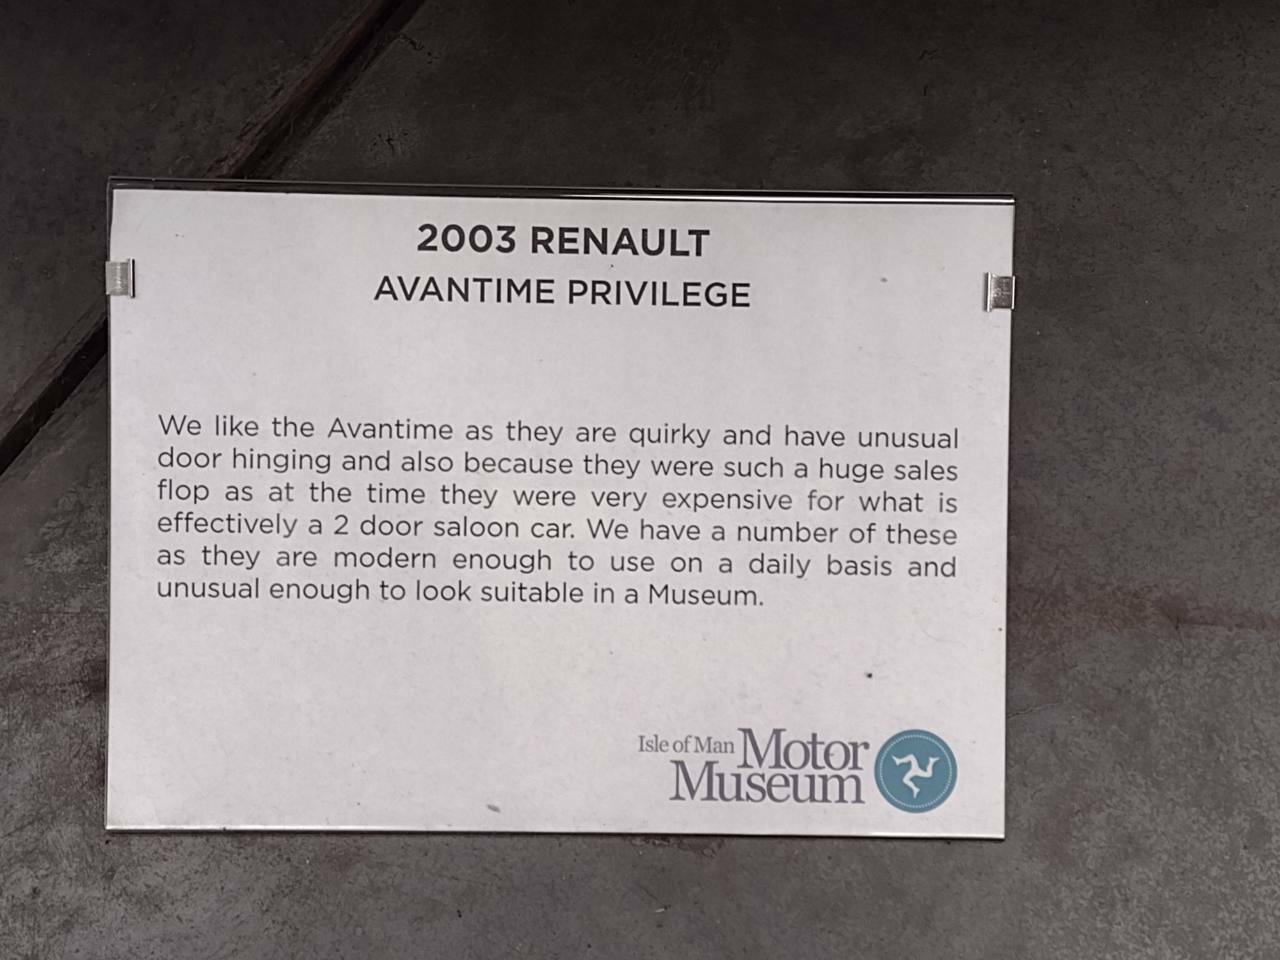 2003 RENAULT
AVANTIME PRIVILEGE
We like the Avantime as they are quirky and have unusual
door hinging and also because they were such a huge sales
flop as at the time they were very expensive for what is
effectively a 2 door saloon car. We have a number of these
as they are modern enough to use on a daily basis and
unusual enough to look suitable in a Museum.
Isle of Man Motor
Museum